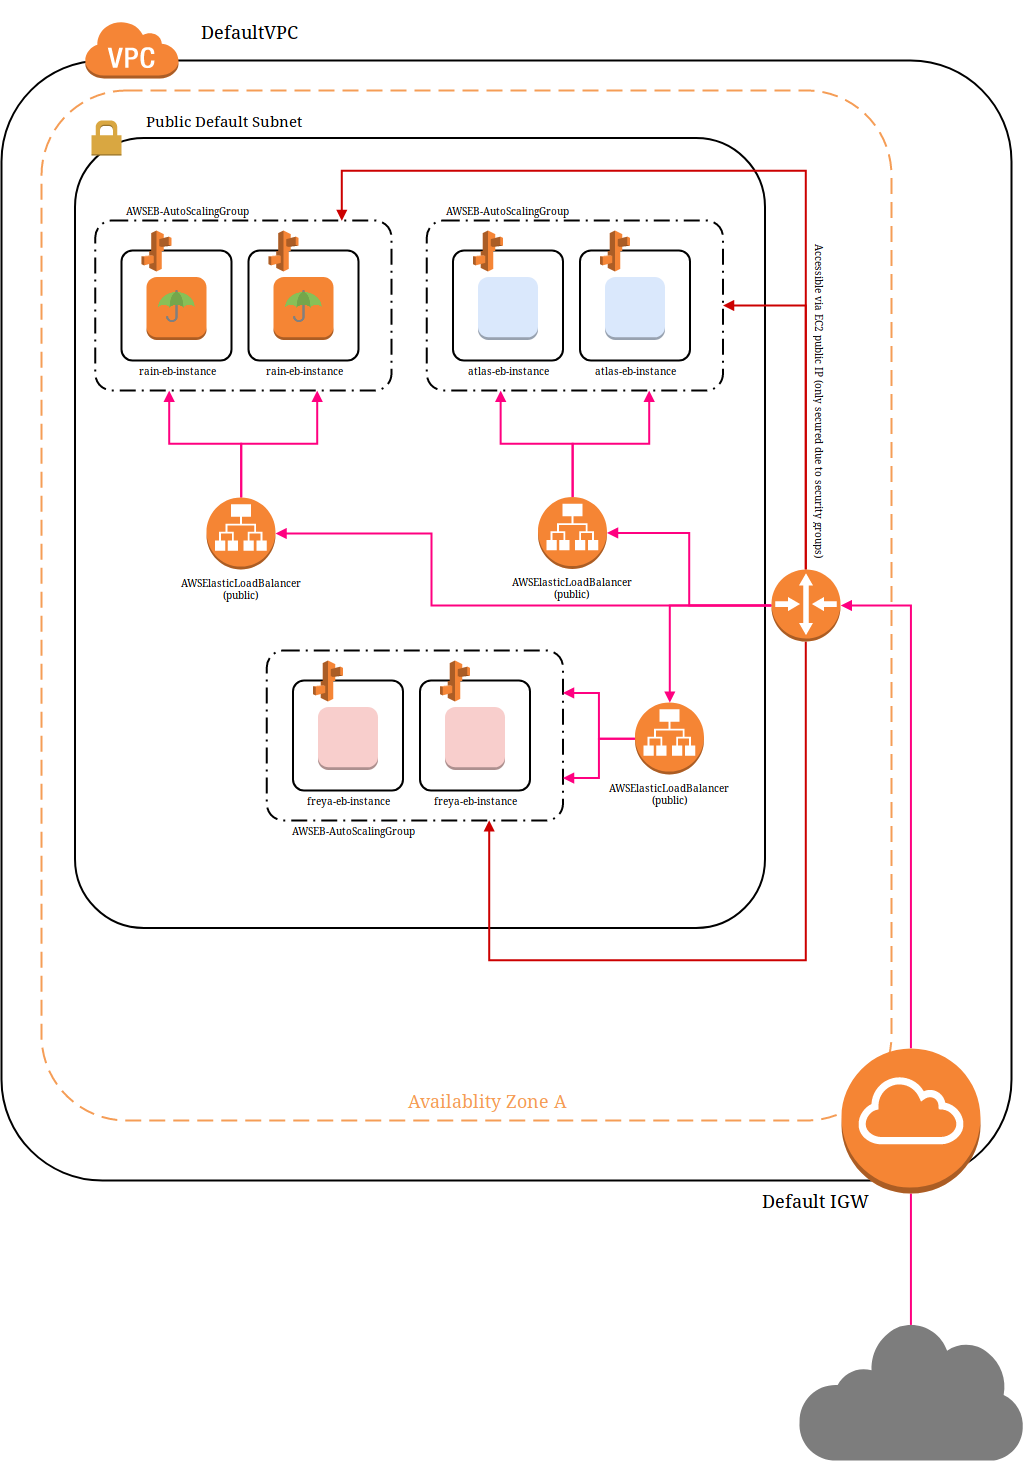 DefaultVPC
VPC
Public Default Subnet
AWSEB-AutoScalingGroup
AWSEB-AutoScalingGroup
rain-eb-instance
rain-eb-instance
atlas-eb-instance
atlas-eb-instance
Accessible via EC2 public IP (only secured due to security groups)
AWSElasticLoadBalancer
(public)
AWSElasticLoadBalancer
(public)
freya-eb-instance
freya-eb-instance
AWSEB-AutoScalingGroup
AWSElasticLoadBalancer
(public)
Availablity Zone A
Default IGW